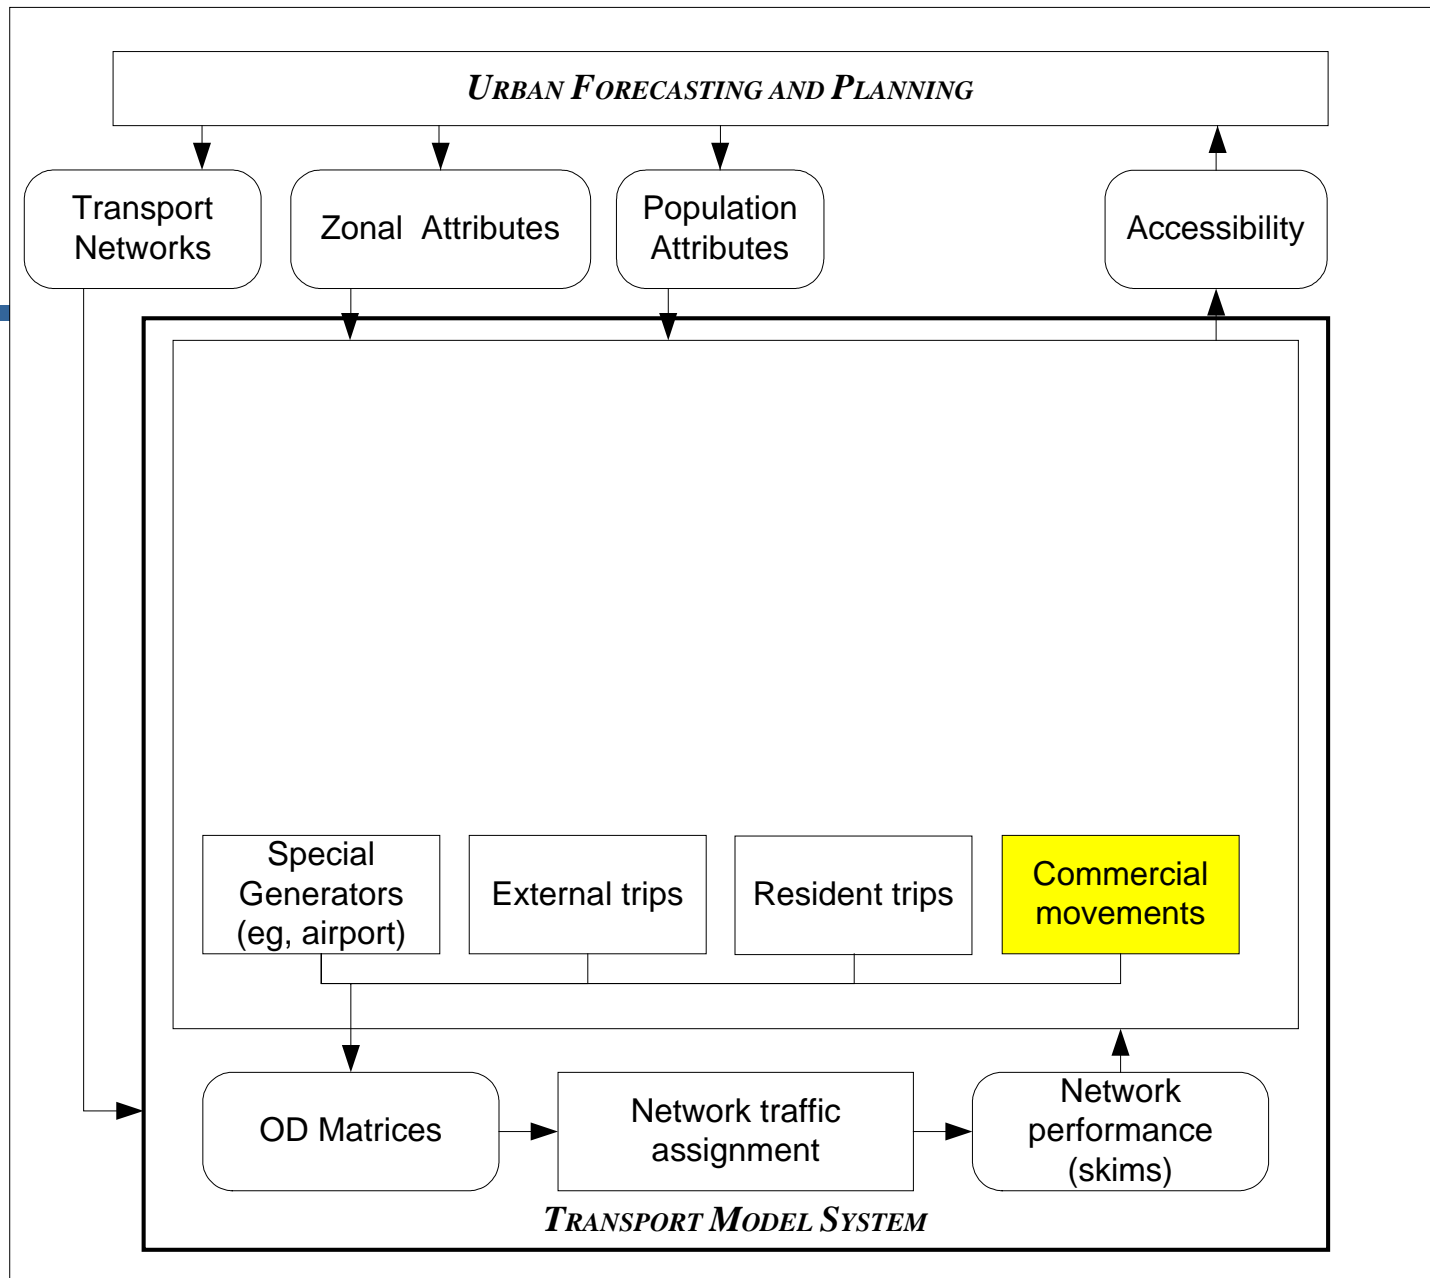 URBAN FORECASTING AND PLANNING
Transport
Networks
Zonal Attributes
Population
Attributes
Accessibility
Special
Generators
(eg, airport)
External trips
Resident trips
Commercial
movements
OD Matrices
Network traffic
assignment
Network
performance
(skims)
TRANSPORT MODEL SYSTEM